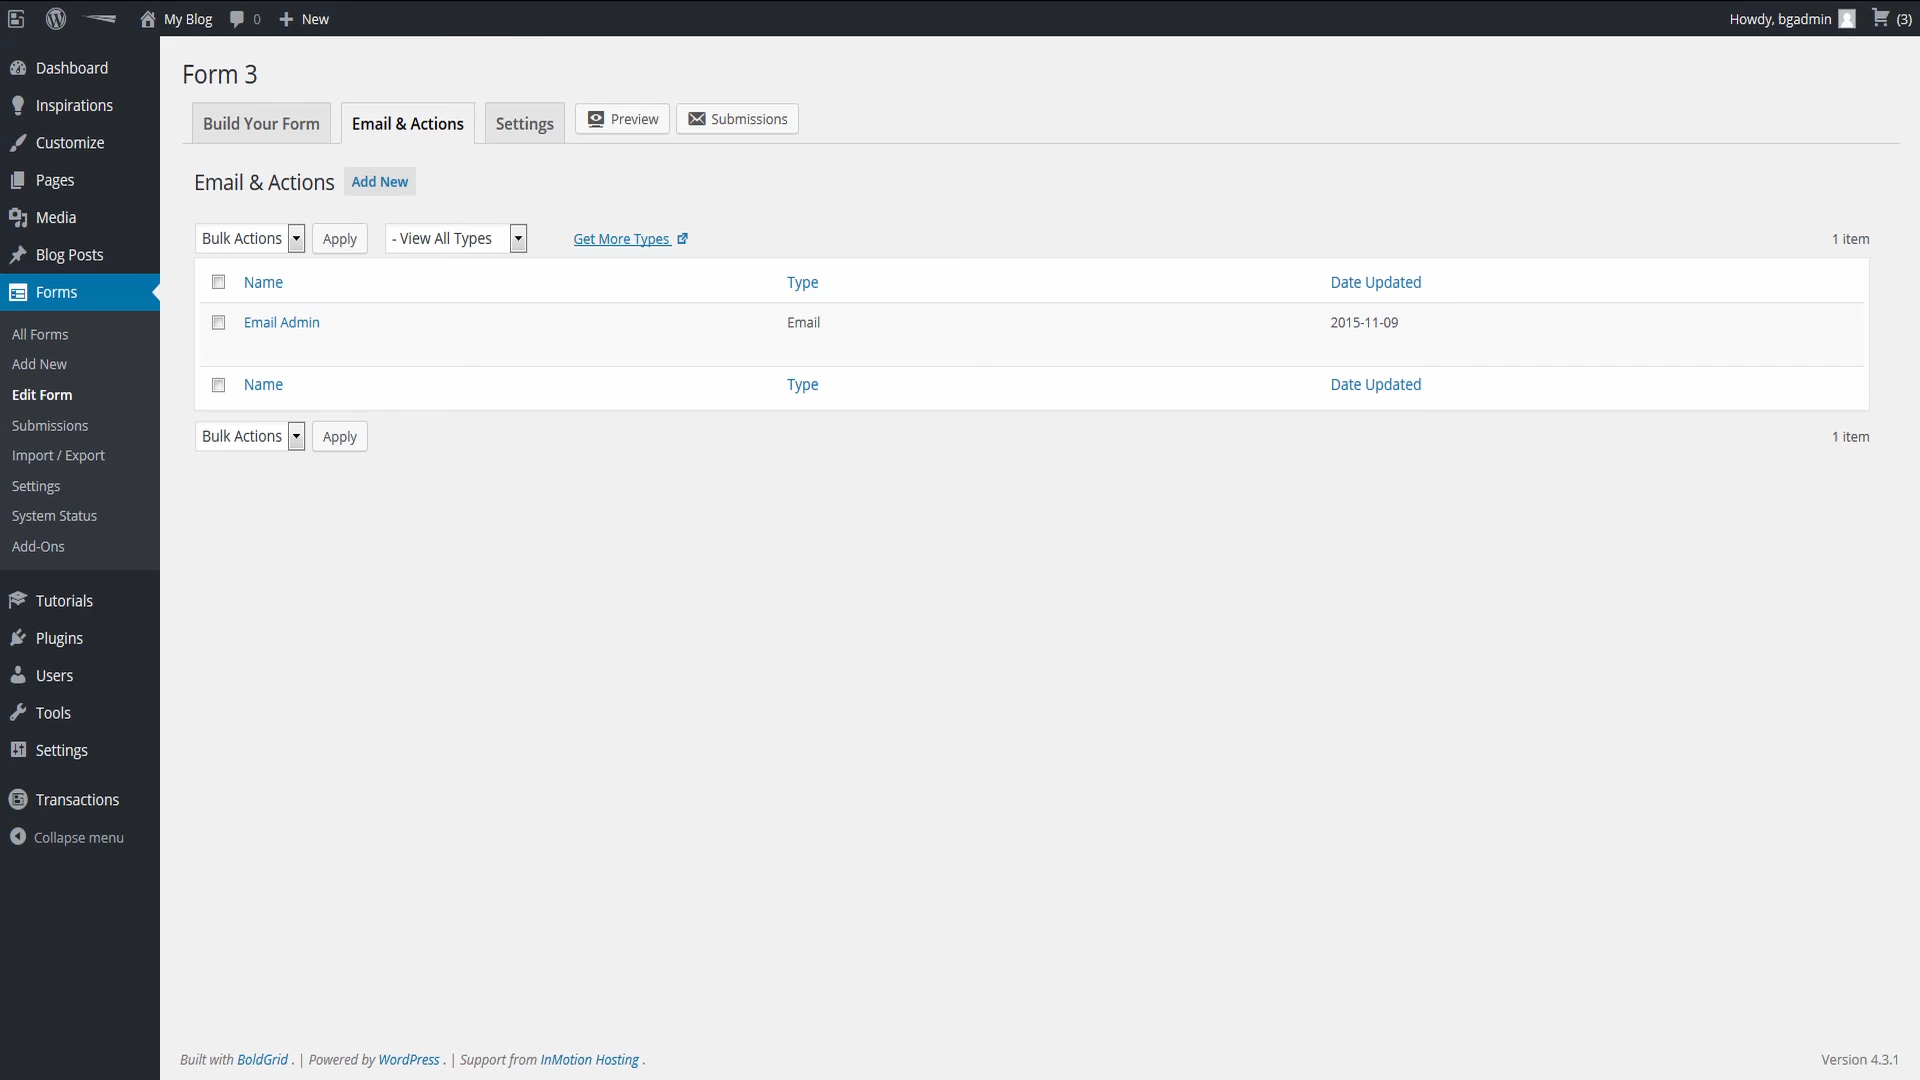 My Blog 0 New Howdy, bgadmin (3)
Dashboard
Inspirations
Customize
Pages
Media
Blog Posts
Forms
All Forms
Add New
Edit Form
Submissions
Import / Export
Settings
System Status
Add-Ons
Tutorials
Plugins
Users
Tools
Settings
Transactions
Collapse menu
Form 3
Build Your Form Email & Actions Settings Preview Submissions
Email & Actions Add New
Bulk Actions Apply - View All Types Get More Types 1 item
Name Type Date Updated
Email Admin Email 2015-11-09
Name Type Date Updated
Bulk Actions Apply 1 item
Built with BoldGrid . | Powered by WordPress . | Support from InMotion Hosting . Version 4.3.1